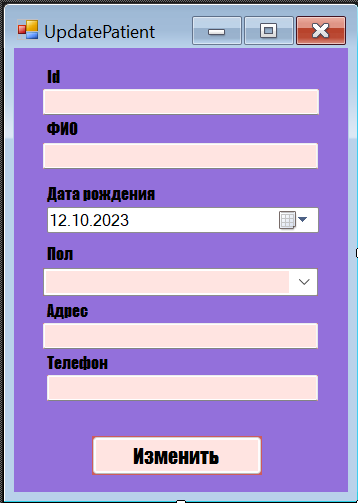 UpdatePatient
Id
ФИО
Дата рождения
12.10.2023
Пол
Адрес
Телефон
Изменить